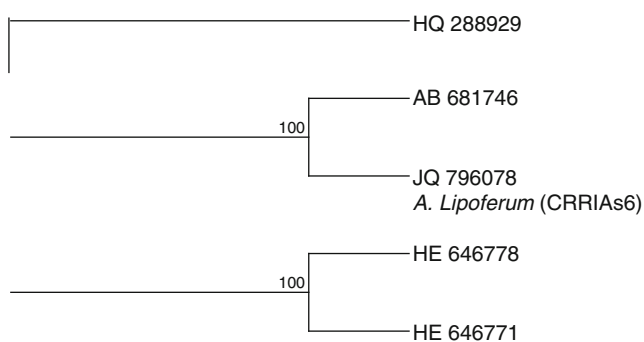 HQ 288929
AB 681746
100
JQ 796078
A. Lipoferum (CRRIAs6)
HE 646778
100
HE 646771